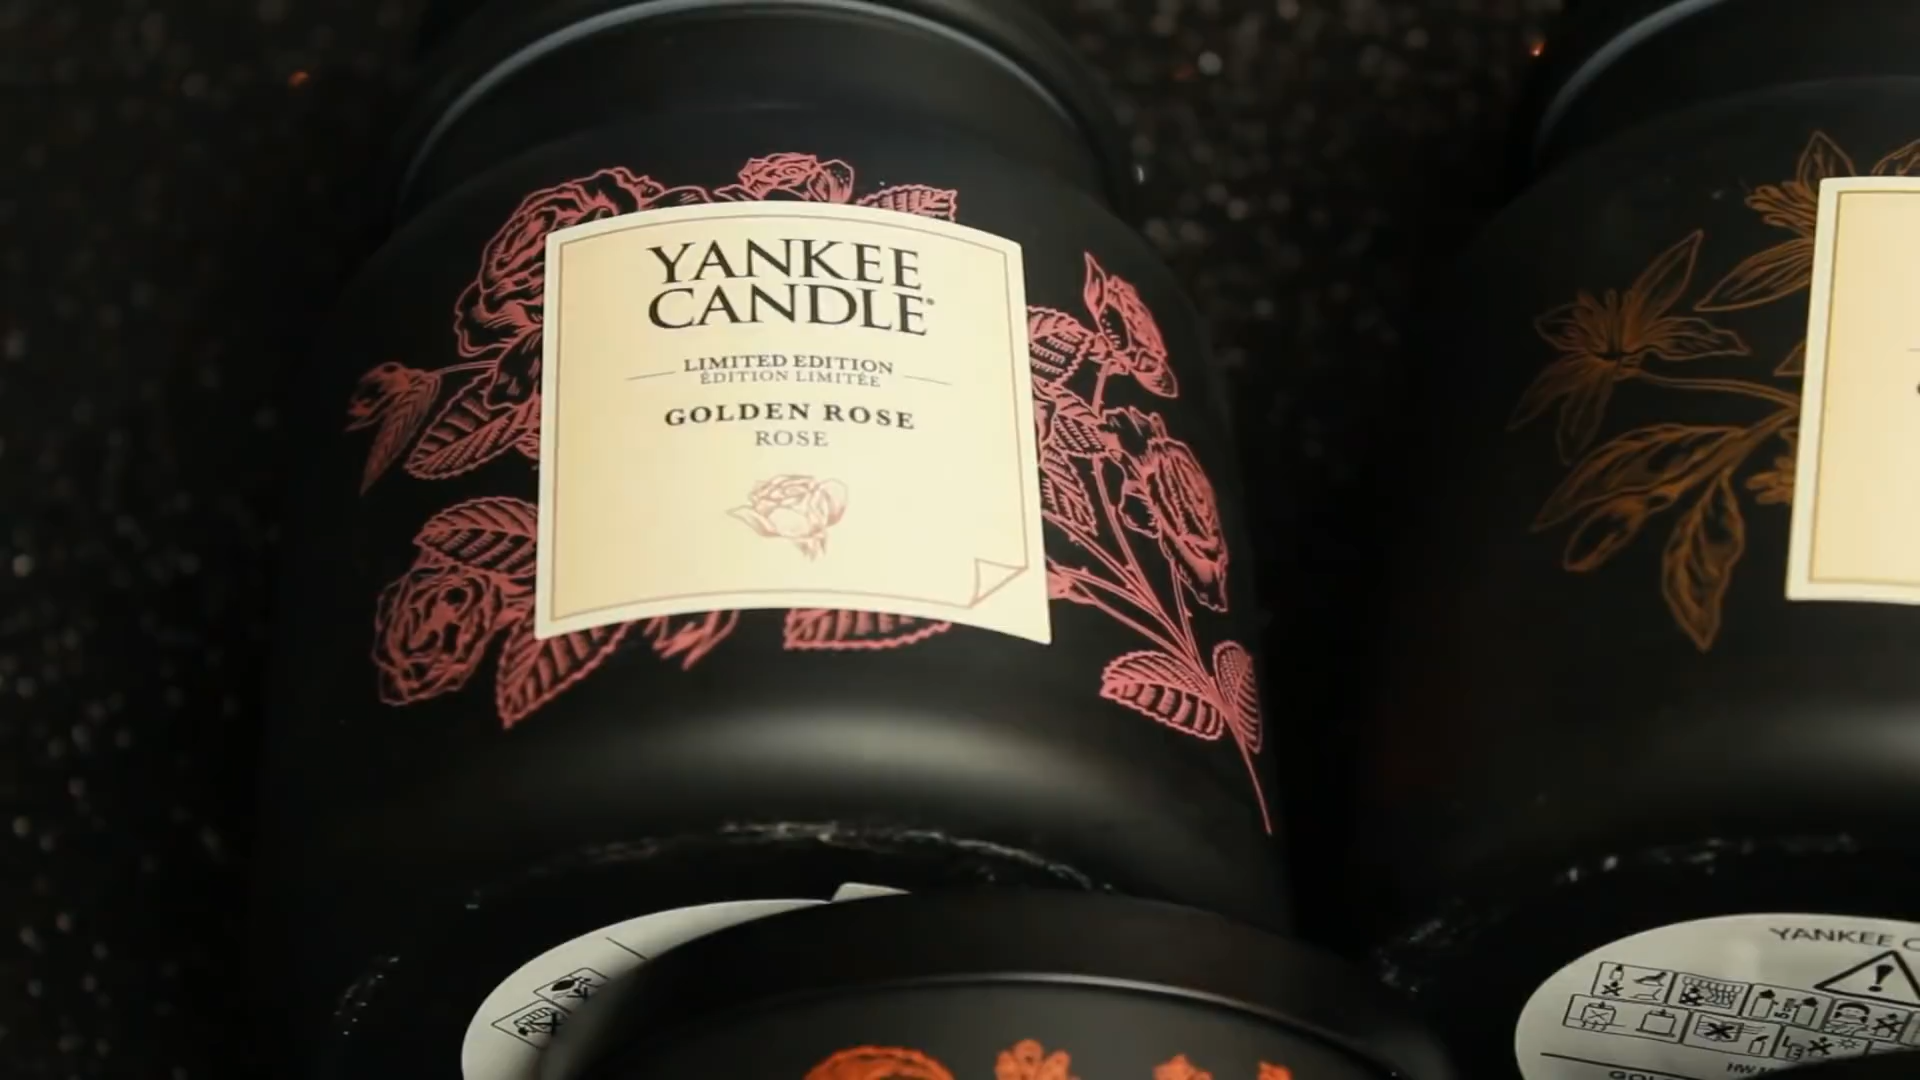 YANKEE
CANDLE
LIMITED EDITION
ÉDITION LIMITÉE
GOLDEN ROSE
ROSE
YANKEE C